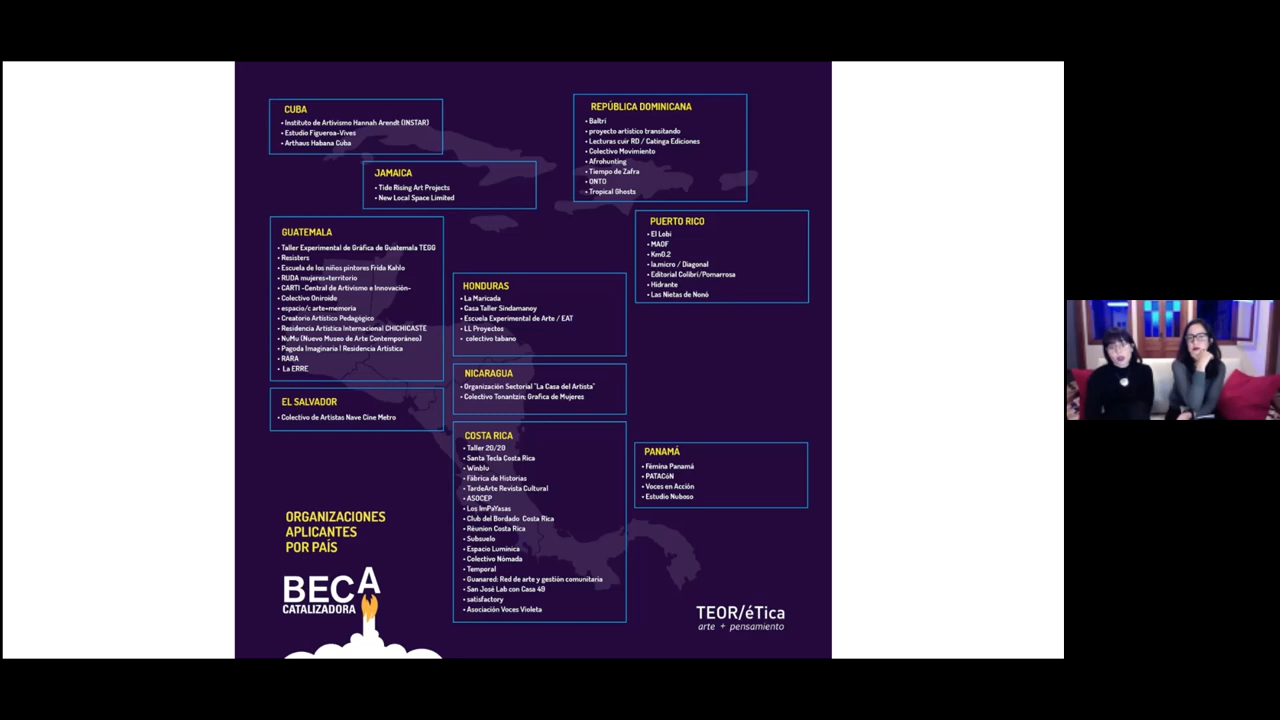 CUBA
• Instituto de Artivismo Hannah Arendt (INSTAR)
• Estudio Figueroa-Vives
• Arthaus Habana Cuba
JAMAICA
• Tide Rising Art Projects
• New Local Space Limited
REPÚBLICA DOMINICANA
• Baltri
• proyecto artístico transitando
• Lecturas cuir RD / Catinga Ediciones
• Colectivo Movimiento
• Afrohunting
• Tiempo de Zafra
• ONTO
• Tropical Ghosts
PUERTO RICO
• El Lobi
• MAOF
• Km0.2
• la.micro / Diagonal
• Editorial Colibrí/Pomarrosa
• Hidrante
• Las Nietas de Nonó
GUATEMALA
• Taller Experimental de Gráfica de Guatemala TEGG
• Resisters
• Escuela de los niños pintores Frida Kahlo
• RUDA mujeres+territorio
• CARTI -Central de Artivismo e Innovación-
• Colectivo Oniroide
• espacio/c arte+memoria
• Creatorio Artístico Pedagógico
• Residencia Artística Internacional CHICHICASTE
• NuMu (Nuevo Museo de Arte Contemporáneo)
• Pagoda Imaginaria | Residencia Artística
• RARA
• La ERRE
HONDURAS
• La Maricada
• Casa Taller Sindamanoy
• Escuela Experimental de Arte / EAT
• LL Proyectos
• colectivo tabano
NICARAGUA
• Organización Sectorial "La Casa del Artista"
• Colectivo Tonantzin; Grafica de Mujeres
EL SALVADOR
• Colectivo de Artistas Nave Cine Metro
COSTA RICA
• Taller 20/20
• Santa Tecla Costa Rica
• Winblu
• Fábrica de Historias
• TardeArte Revista Cultural
• ASOCEP
• Los ImPaYasas
• Club del Bordado Costa Rica
• Réunion Costa Rica
• Subsuelo
• Espacio Lumínica
• Colectivo Nómada
• Temporal
• Guanared: Red de arte y gestión comunitaria
• San José Lab con Casa 49
• satisfactory
• Asociación Voces Violeta
PANAMÁ
• Fémina Panamá
• PATACóN
• Voces en Acción
• Estudio Nuboso
ORGANIZACIONES
APLICANTES
POR PAÍS
BECA
CATALIZADORA
TEOR/éTica
arte + pensamiento